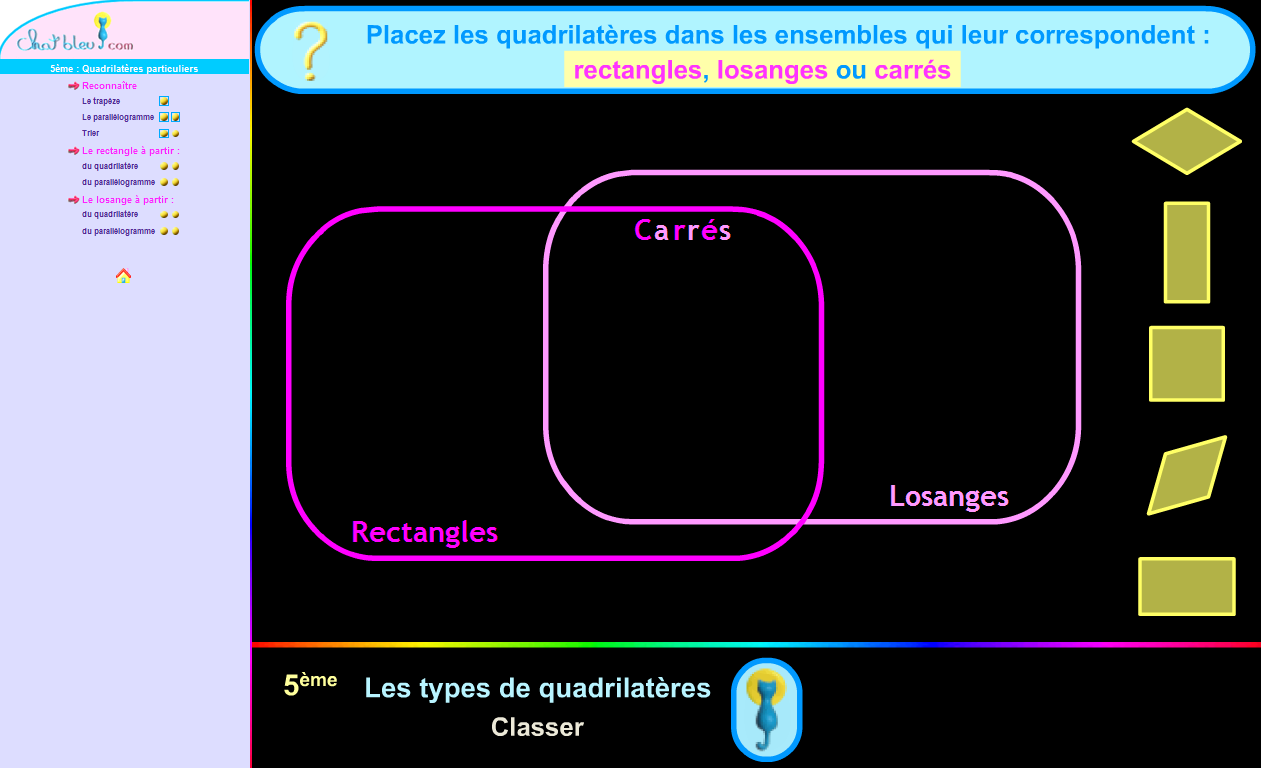 Chat bleu.com
5ème : Quadrilatères particuliers
Reconnaître
Le trapèze
Le parallélogramme
Trier
Le rectangle à partir :
du quadrilatère
du parallélogramme
Le losange à partir :
du quadrilatère
du parallélogramme
?
Placez les quadrilatères dans les ensembles qui leur correspondent :
rectangles, losanges ou carrés
Carrés
Losanges
Rectangles
5ème Les types de quadrilatères
Classer